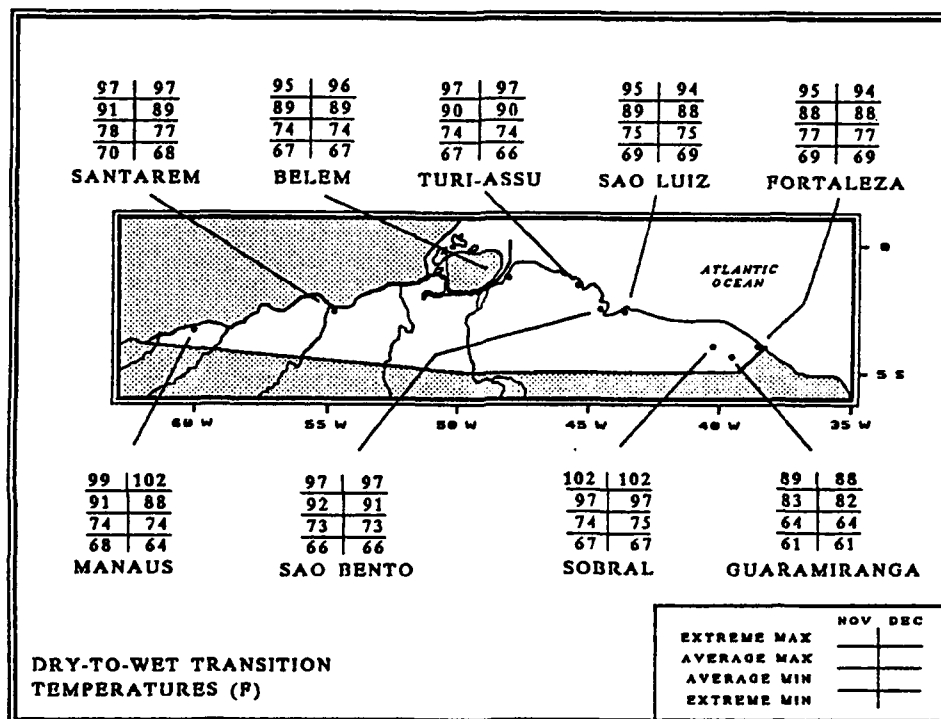 97 97
91 89
78 77
70 68
SANTAREM
95 96
89 89
74 74
67 67
BELEM
97 97
90 90
74 74
67 66
TURI-ASSU
95 94
89 88
75 75
69 69
SAO LUIZ
95 94
88 88
77 77
69 69
FORTALEZA
ATLANTIC
OCEAN
0
5 S
60 W
55 W
50 W
45 W
40 W
35 W
99 102
91 88
74 74
68 64
MANAUS
97 97
92 91
73 73
66 66
SAO BENTO
102 102
97 97
74 75
67 67
SOBRAL
89 88
83 82
64 64
61 61
GUARAMIRANGA
DRY-TO-WET TRANSITION
TEMPERATURES (F)
NOV DEC
EXTREME MAX
AVERAGE MAX
AVERAGE MIN
EXTREME MIN